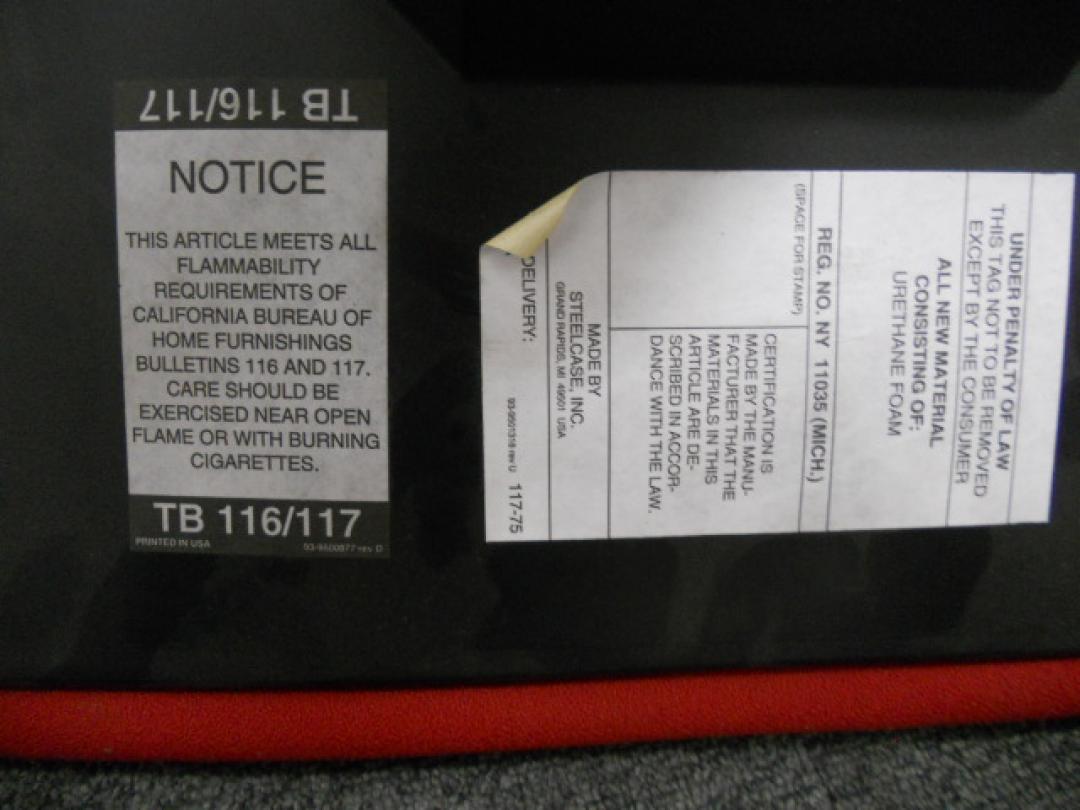 TB 116/117
NOTICE
THIS ARTICLE MEETS ALL
FLAMMABILITY
REQUIREMENTS OF
CALIFORNIA BUREAU OF
HOME FURNISHINGS
BULLETINS 116 AND 117.
CARE SHOULD BE
EXERCISED NEAR OPEN
FLAME OR WITH BURNING
CIGARETTES.
TB 116/117
PRINTED IN USA
UNDER PENALTY OF LAW
THIS TAG NOT TO BE REMOVED
EXCEPT BY THE CONSUMER
ALL NEW MATERIAL
CONSISTING OF:
URETHANE FOAM
REG. NO. NY 11035 (MICH.)
(SPACE FOR STAMP)
CERTIFICATION IS
MADE BY THE MANU-
FACTURER THAT THE
MATERIALS IN THIS
ARTICLE ARE DE-
SCRIBED IN ACCOR-
DANCE WITH THE LAW.
MADE BY
STEELCASE, INC.
GRAND RAPIDS, MI 49501 USA
DELIVERY:
117-75